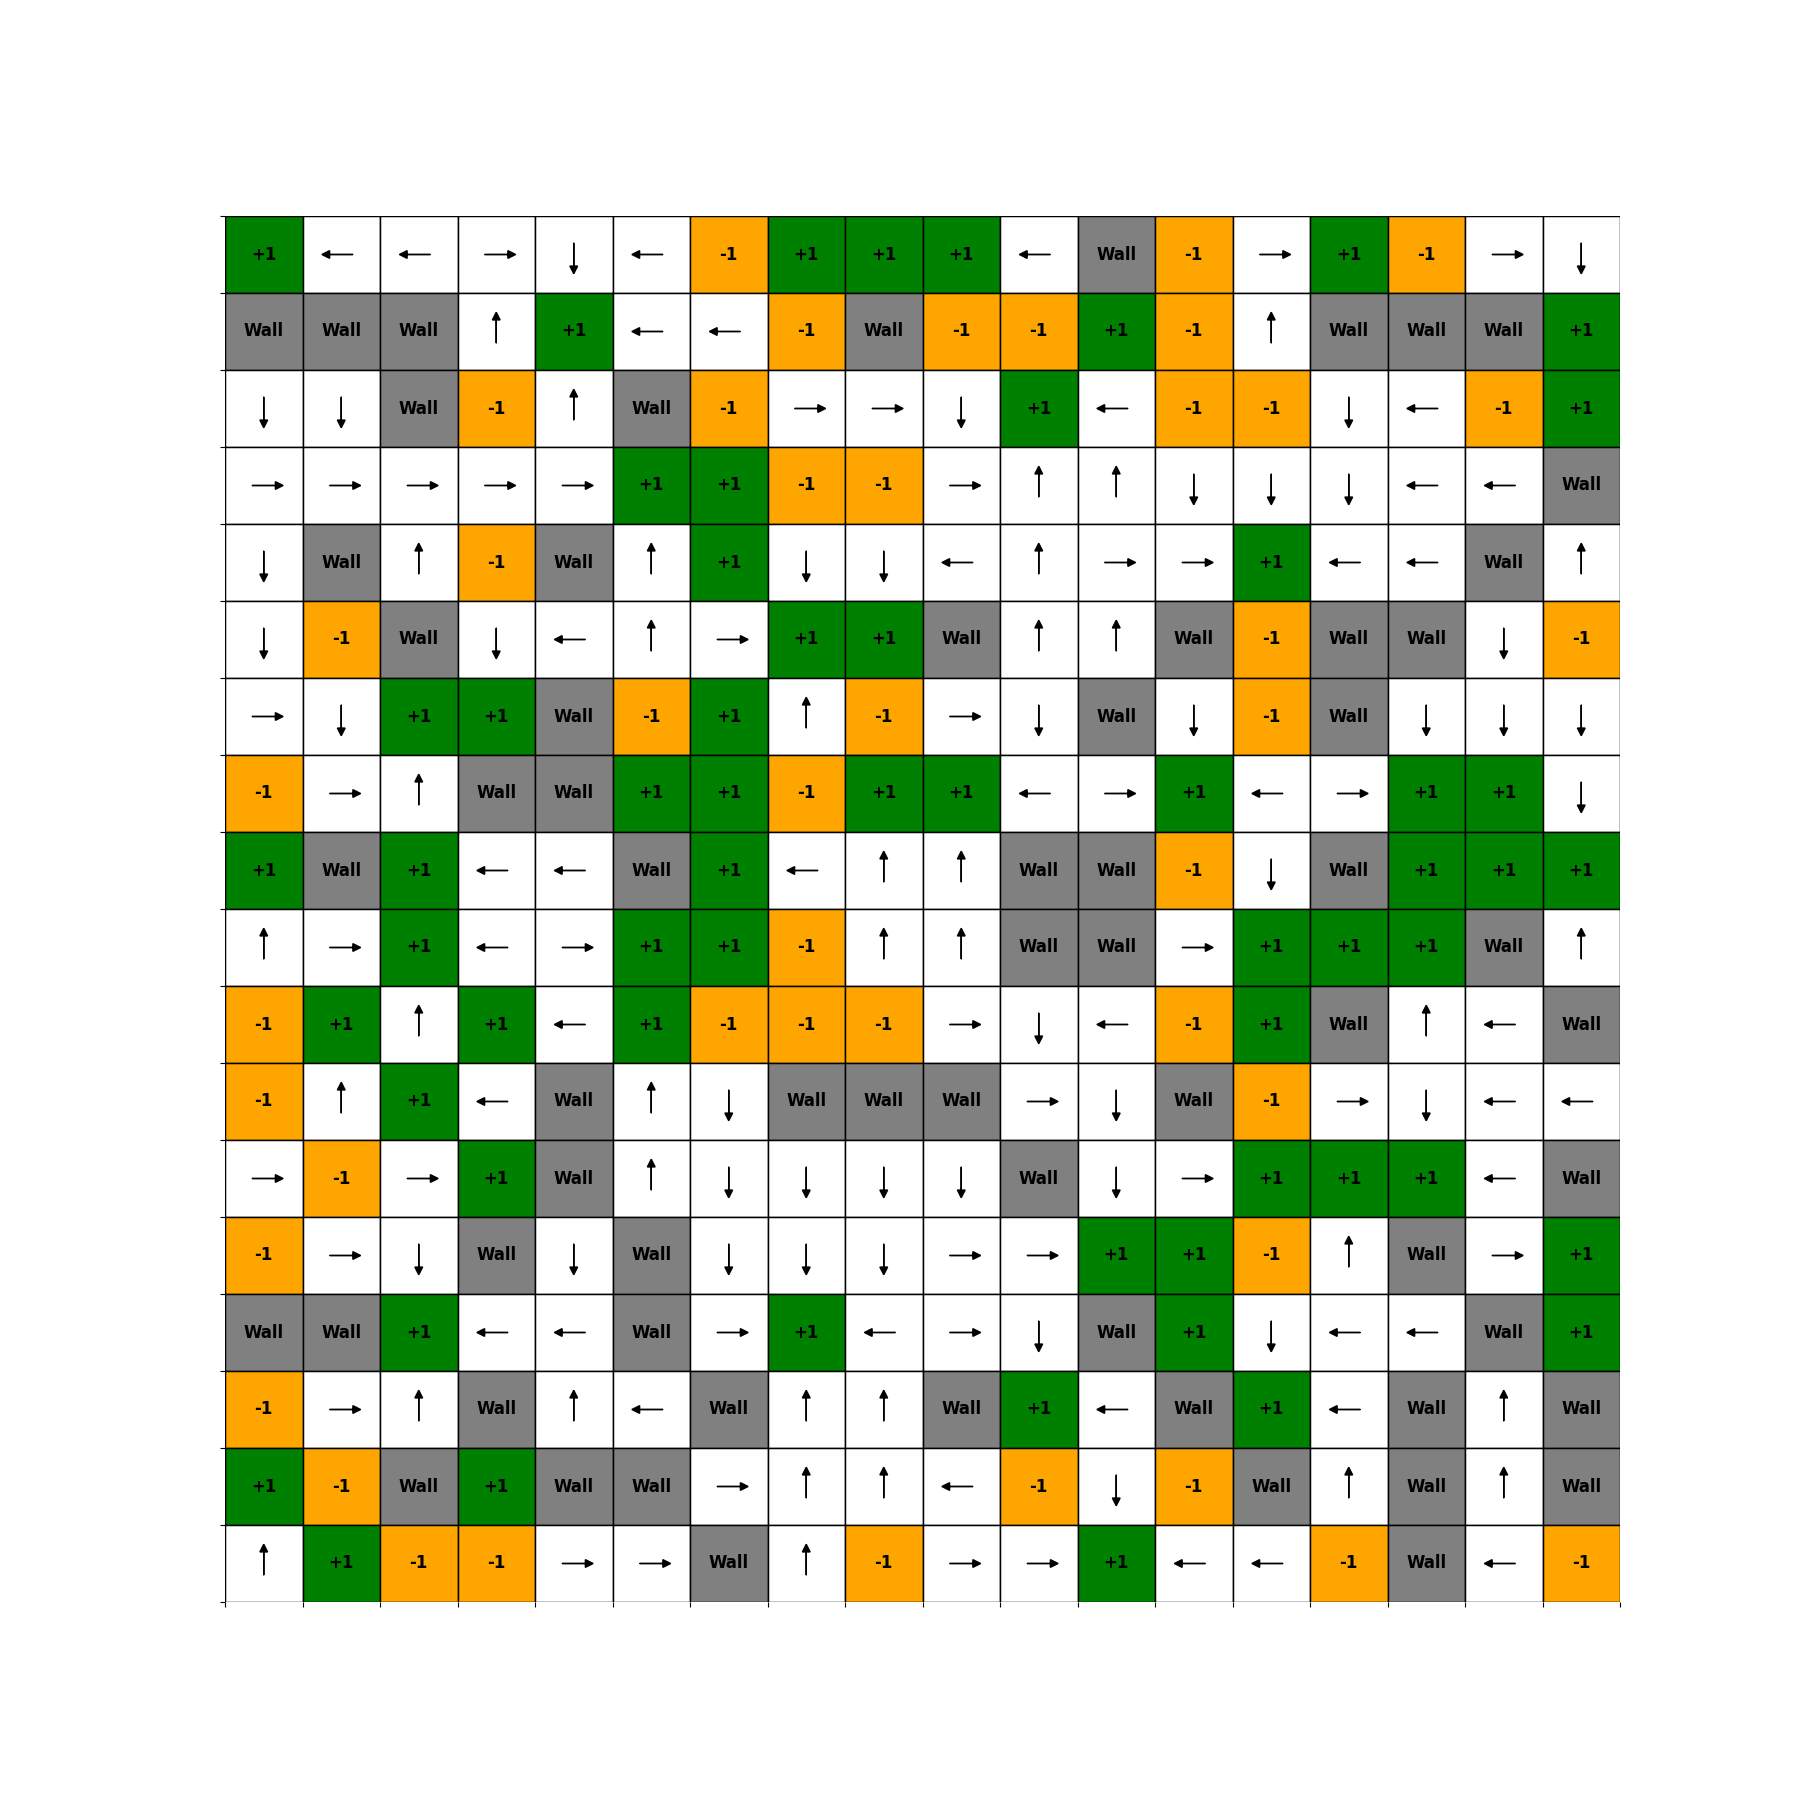 +1 ← ← → ↓ ← -1 +1 +1 +1 ← Wall -1 → +1 -1 → ↓
Wall Wall Wall ↑ +1 ← ← -1 Wall -1 -1 +1 -1 ↑ Wall Wall Wall +1
↓ ↓ Wall -1 ↑ Wall -1 → → ↓ +1 ← -1 -1 ↓ ← -1 +1
→ → → → → +1 +1 -1 -1 → ↑ ↑ ↓ ↓ ↓ ← ← Wall
↓ Wall ↑ -1 Wall ↑ +1 ↓ ↓ ← ↑ → → +1 ← ← Wall ↑
↓ -1 Wall ↓ ← ↑ → +1 +1 Wall ↑ ↑ Wall -1 Wall Wall ↓ -1
→ ↓ +1 +1 Wall -1 +1 ↑ -1 → ↓ Wall ↓ -1 Wall ↓ ↓ ↓
-1 → ↑ Wall Wall +1 +1 -1 +1 +1 ← → +1 ← → +1 +1 ↓
+1 Wall +1 ← ← Wall +1 ← ↑ ↑ Wall Wall -1 ↓ Wall +1 +1 +1
↑ → +1 ← → +1 +1 -1 ↑ ↑ Wall Wall → +1 +1 +1 Wall ↑
-1 +1 ↑ +1 ← +1 -1 -1 -1 → ↓ ← -1 +1 Wall ↑ ← Wall
-1 ↑ +1 ← Wall ↑ ↓ Wall Wall Wall → ↓ Wall -1 → ↓ ← ←
→ -1 → +1 Wall ↑ ↓ ↓ ↓ ↓ Wall ↓ → +1 +1 +1 ← Wall
-1 → ↓ Wall ↓ Wall ↓ ↓ ↓ → → +1 +1 -1 ↑ Wall → +1
Wall Wall +1 ← ← Wall → +1 ← → ↓ Wall +1 ↓ ← ← Wall +1
-1 → ↑ Wall ↑ ← Wall ↑ ↑ Wall +1 ← Wall +1 ← Wall ↑ Wall
+1 -1 Wall +1 Wall Wall → ↑ ↑ ← -1 ↓ -1 Wall ↑ Wall ↑ Wall
↑ +1 -1 -1 → → Wall ↑ -1 → → +1 ← ← -1 Wall ← -1